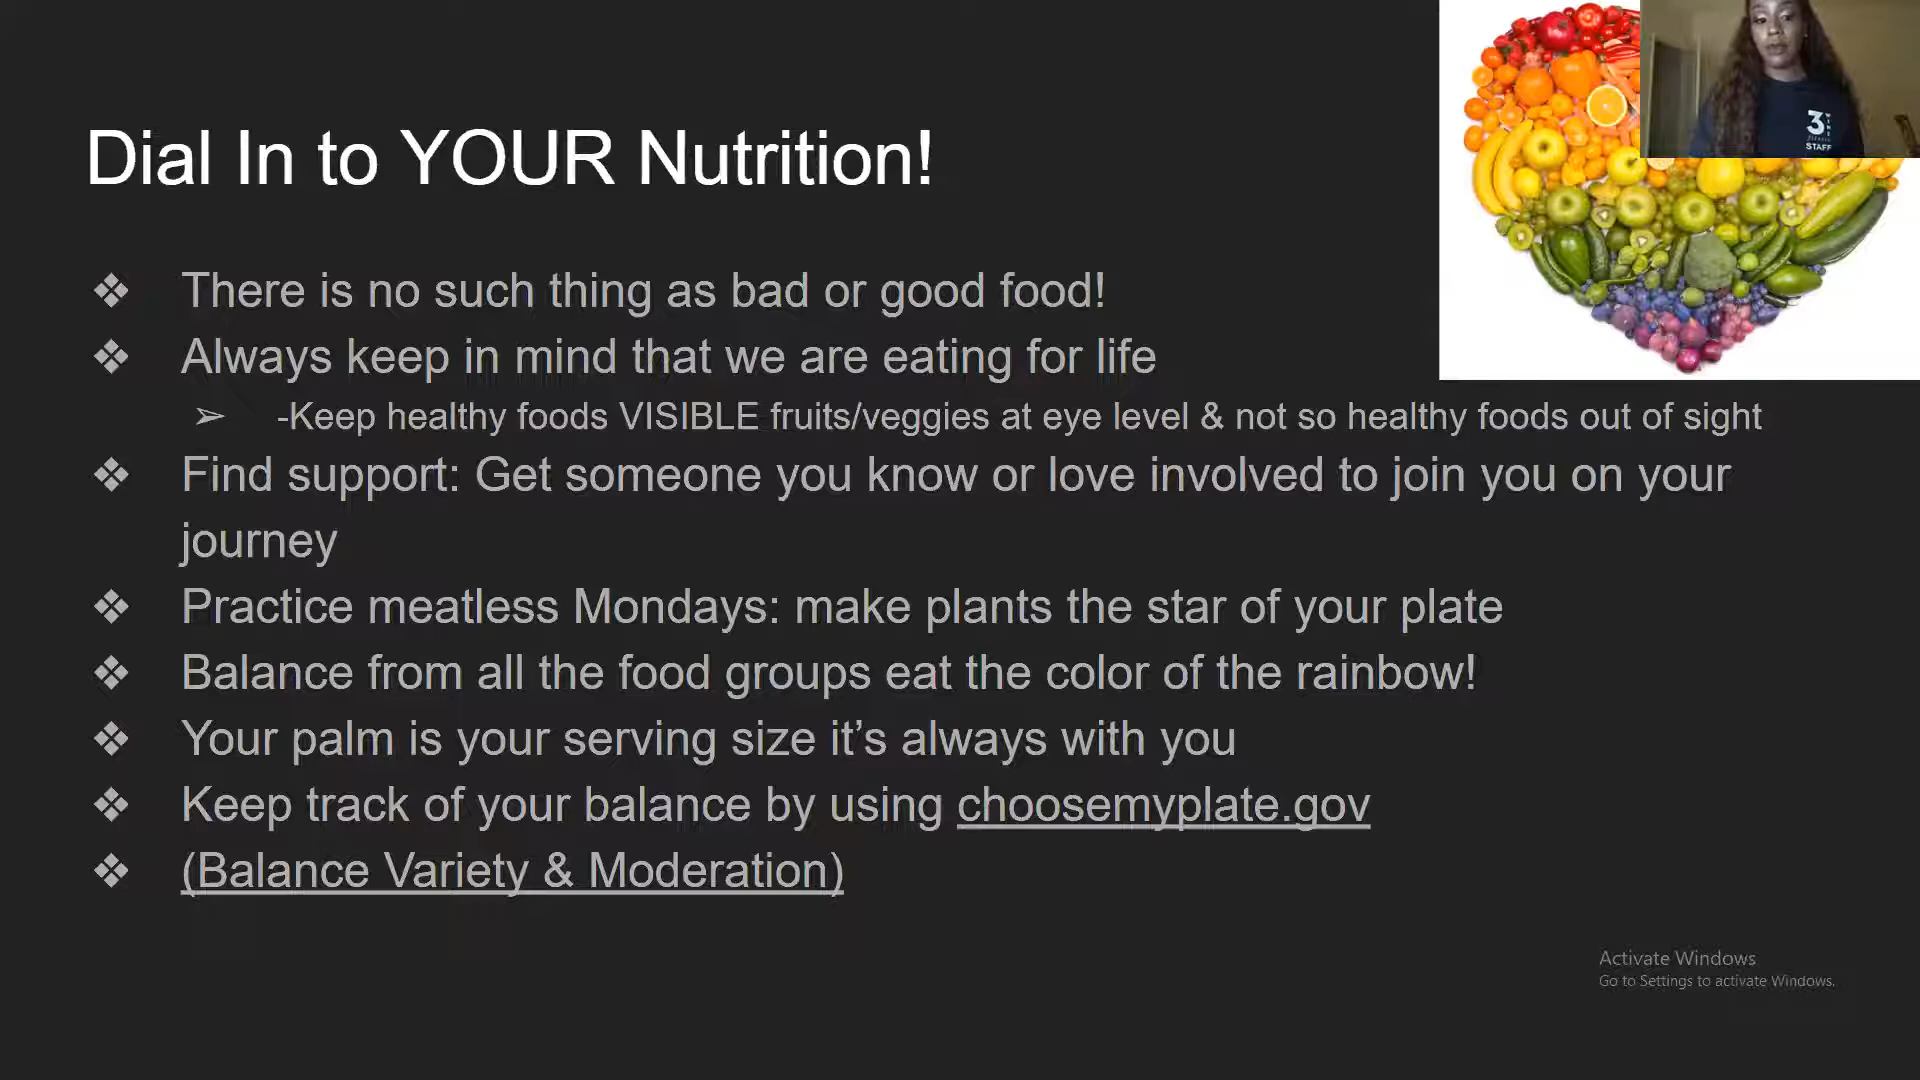 Dial In to YOUR Nutrition!
There is no such thing as bad or good food!
Always keep in mind that we are eating for life
-Keep healthy foods VISIBLE fruits/veggies at eye level & not so healthy foods out of sight
Find support: Get someone you know or love involved to join you on your
journey
Practice meatless Mondays: make plants the star of your plate
Balance from all the food groups eat the color of the rainbow!
Your palm is your serving size it’s always with you
Keep track of your balance by using choosemyplate.gov
(Balance Variety & Moderation)
3
STAFF
Activate Windows
Go to Settings to activate Windows.